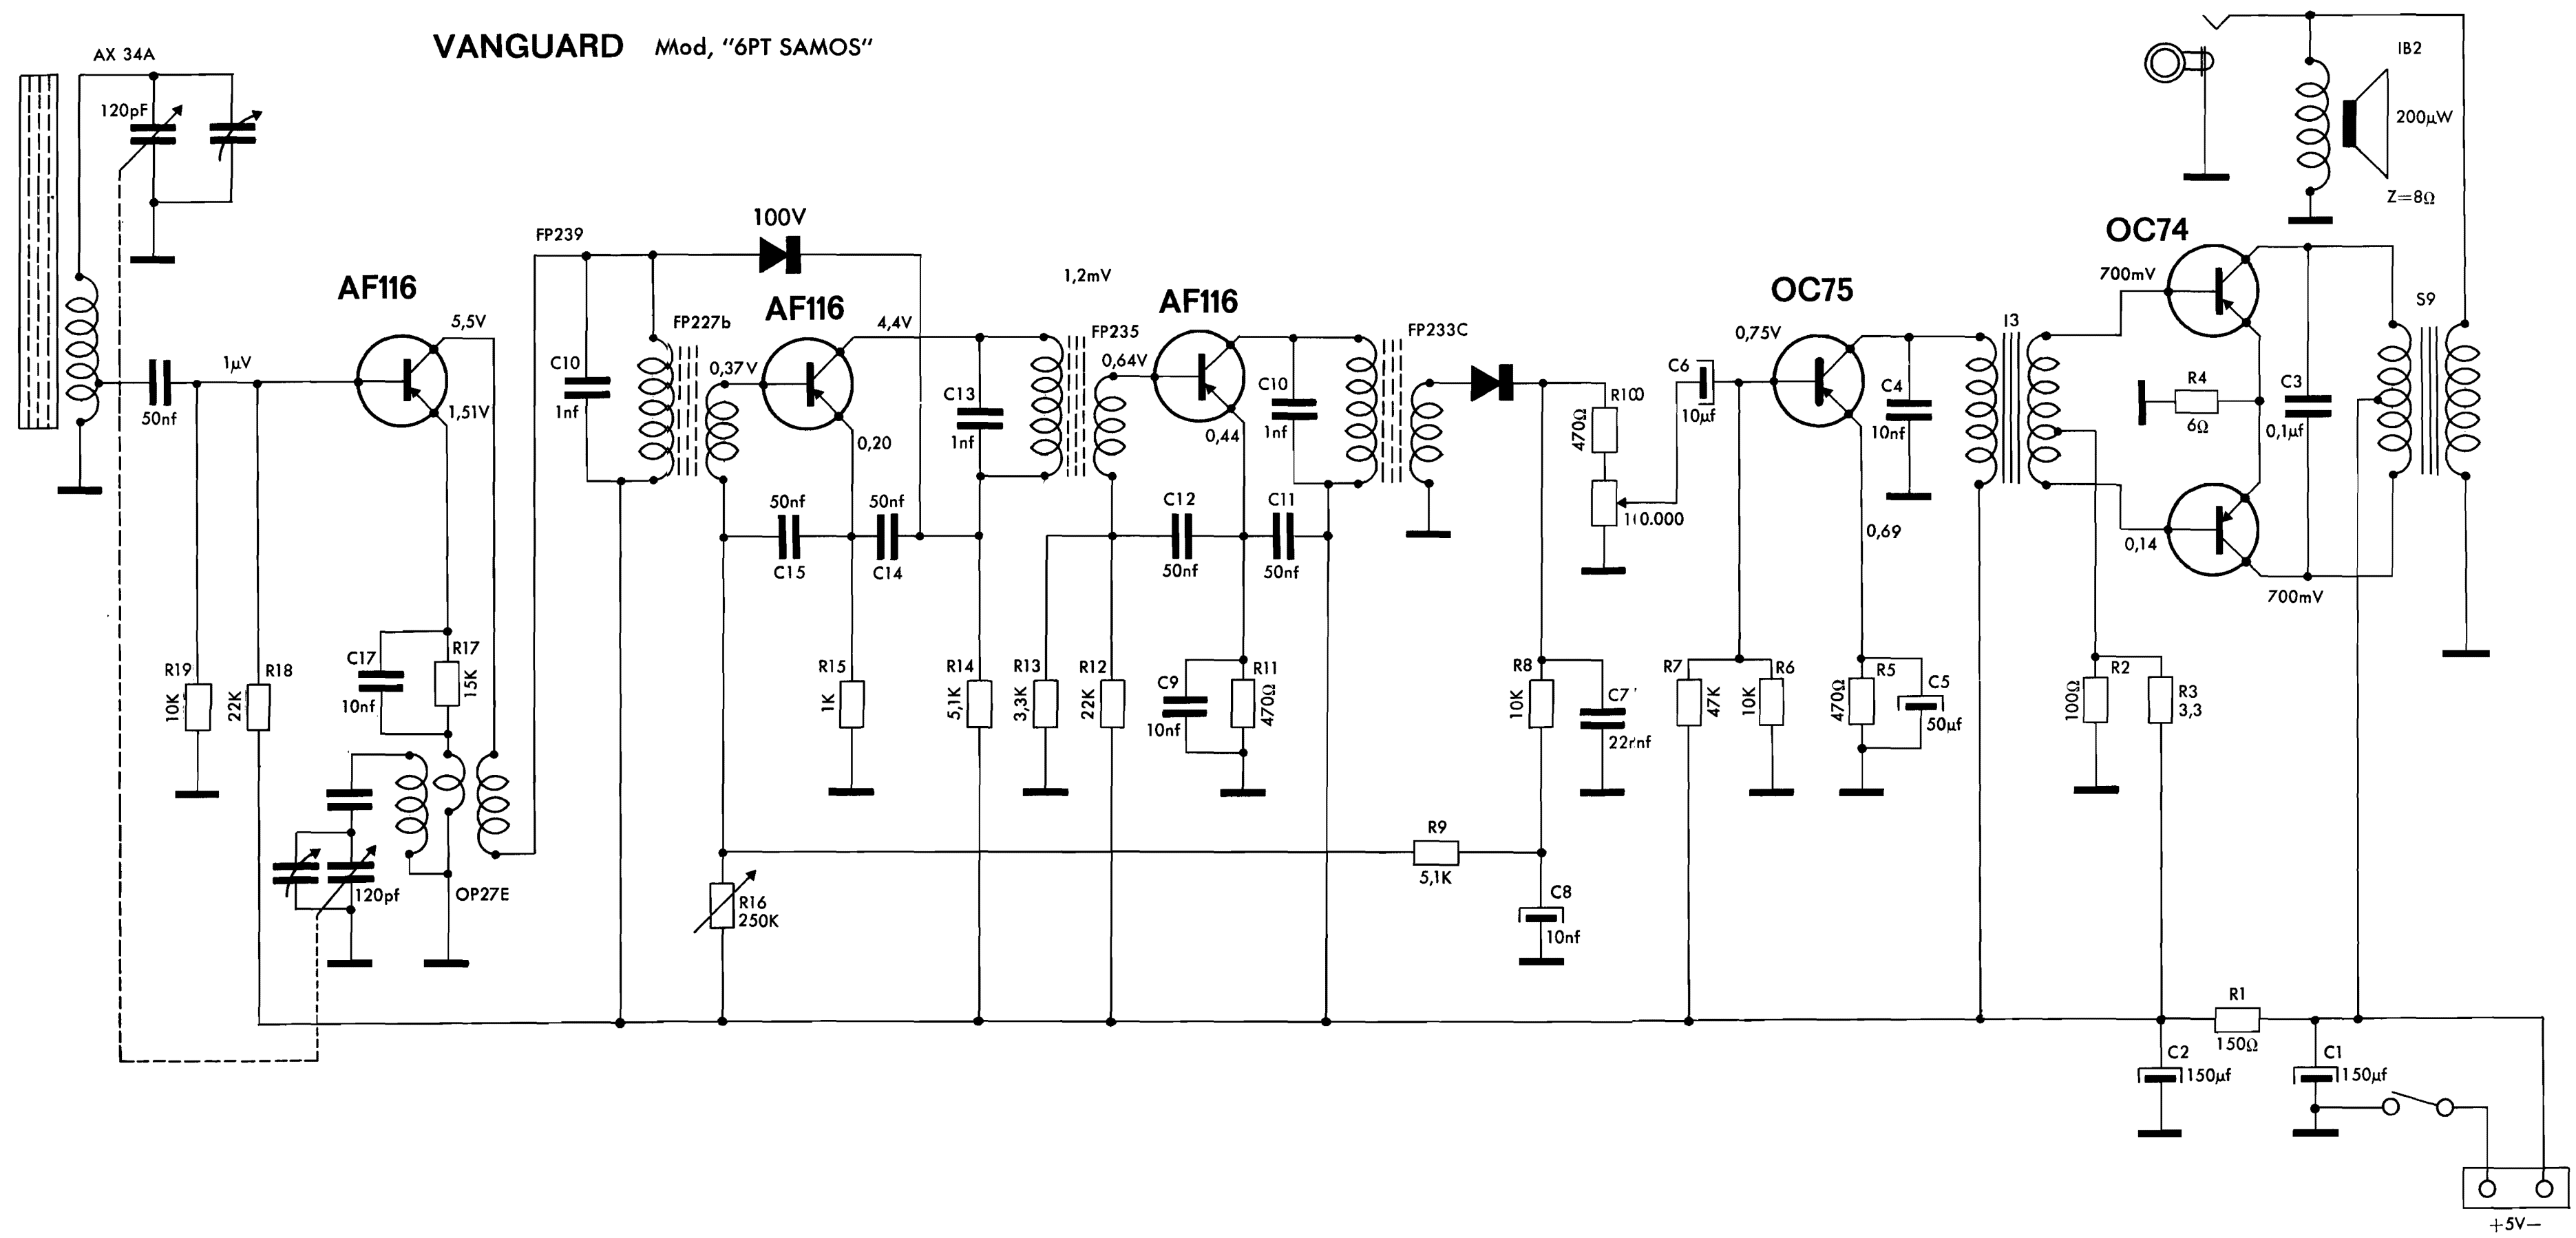 VANGUARD Mod, "6PT SAMOS"
AX 34A
120pF
IB2
200µW
Z=8Ω
FP239
100V
OC74
700mV
AF116
5,5V
1µV
50nf
1,51V
C10
1nf
FP227b
AF116
0,37V
4,4V
0,20
C13
1nf
1,2mV
FP235
0,64V
AF116
0,44
C10
1nf
FP233C
R100
470Ω
C6
10µf
OC75
0,75V
C4
10nf
I3
R4
6Ω
C3
0,1µf
S9
50nf
C15
50nf
C14
C12
50nf
C11
50nf
0,69
0,14
700mV
R19
10K
R18
22K
C17
10nf
R17
15K
R15
1K
R14
5,1K
R13
3,3K
R12
22K
C9
10nf
R11
470Ω
R8
10K
C7
R7
47K
R6
10K
R5
470Ω
C5
50µf
R2
100Ω
R3
3,3
120pf
OP27E
R16
250K
R9
5,1K
C8
10nf
R1
150Ω
C2
150µf
C1
150µf
+5V−